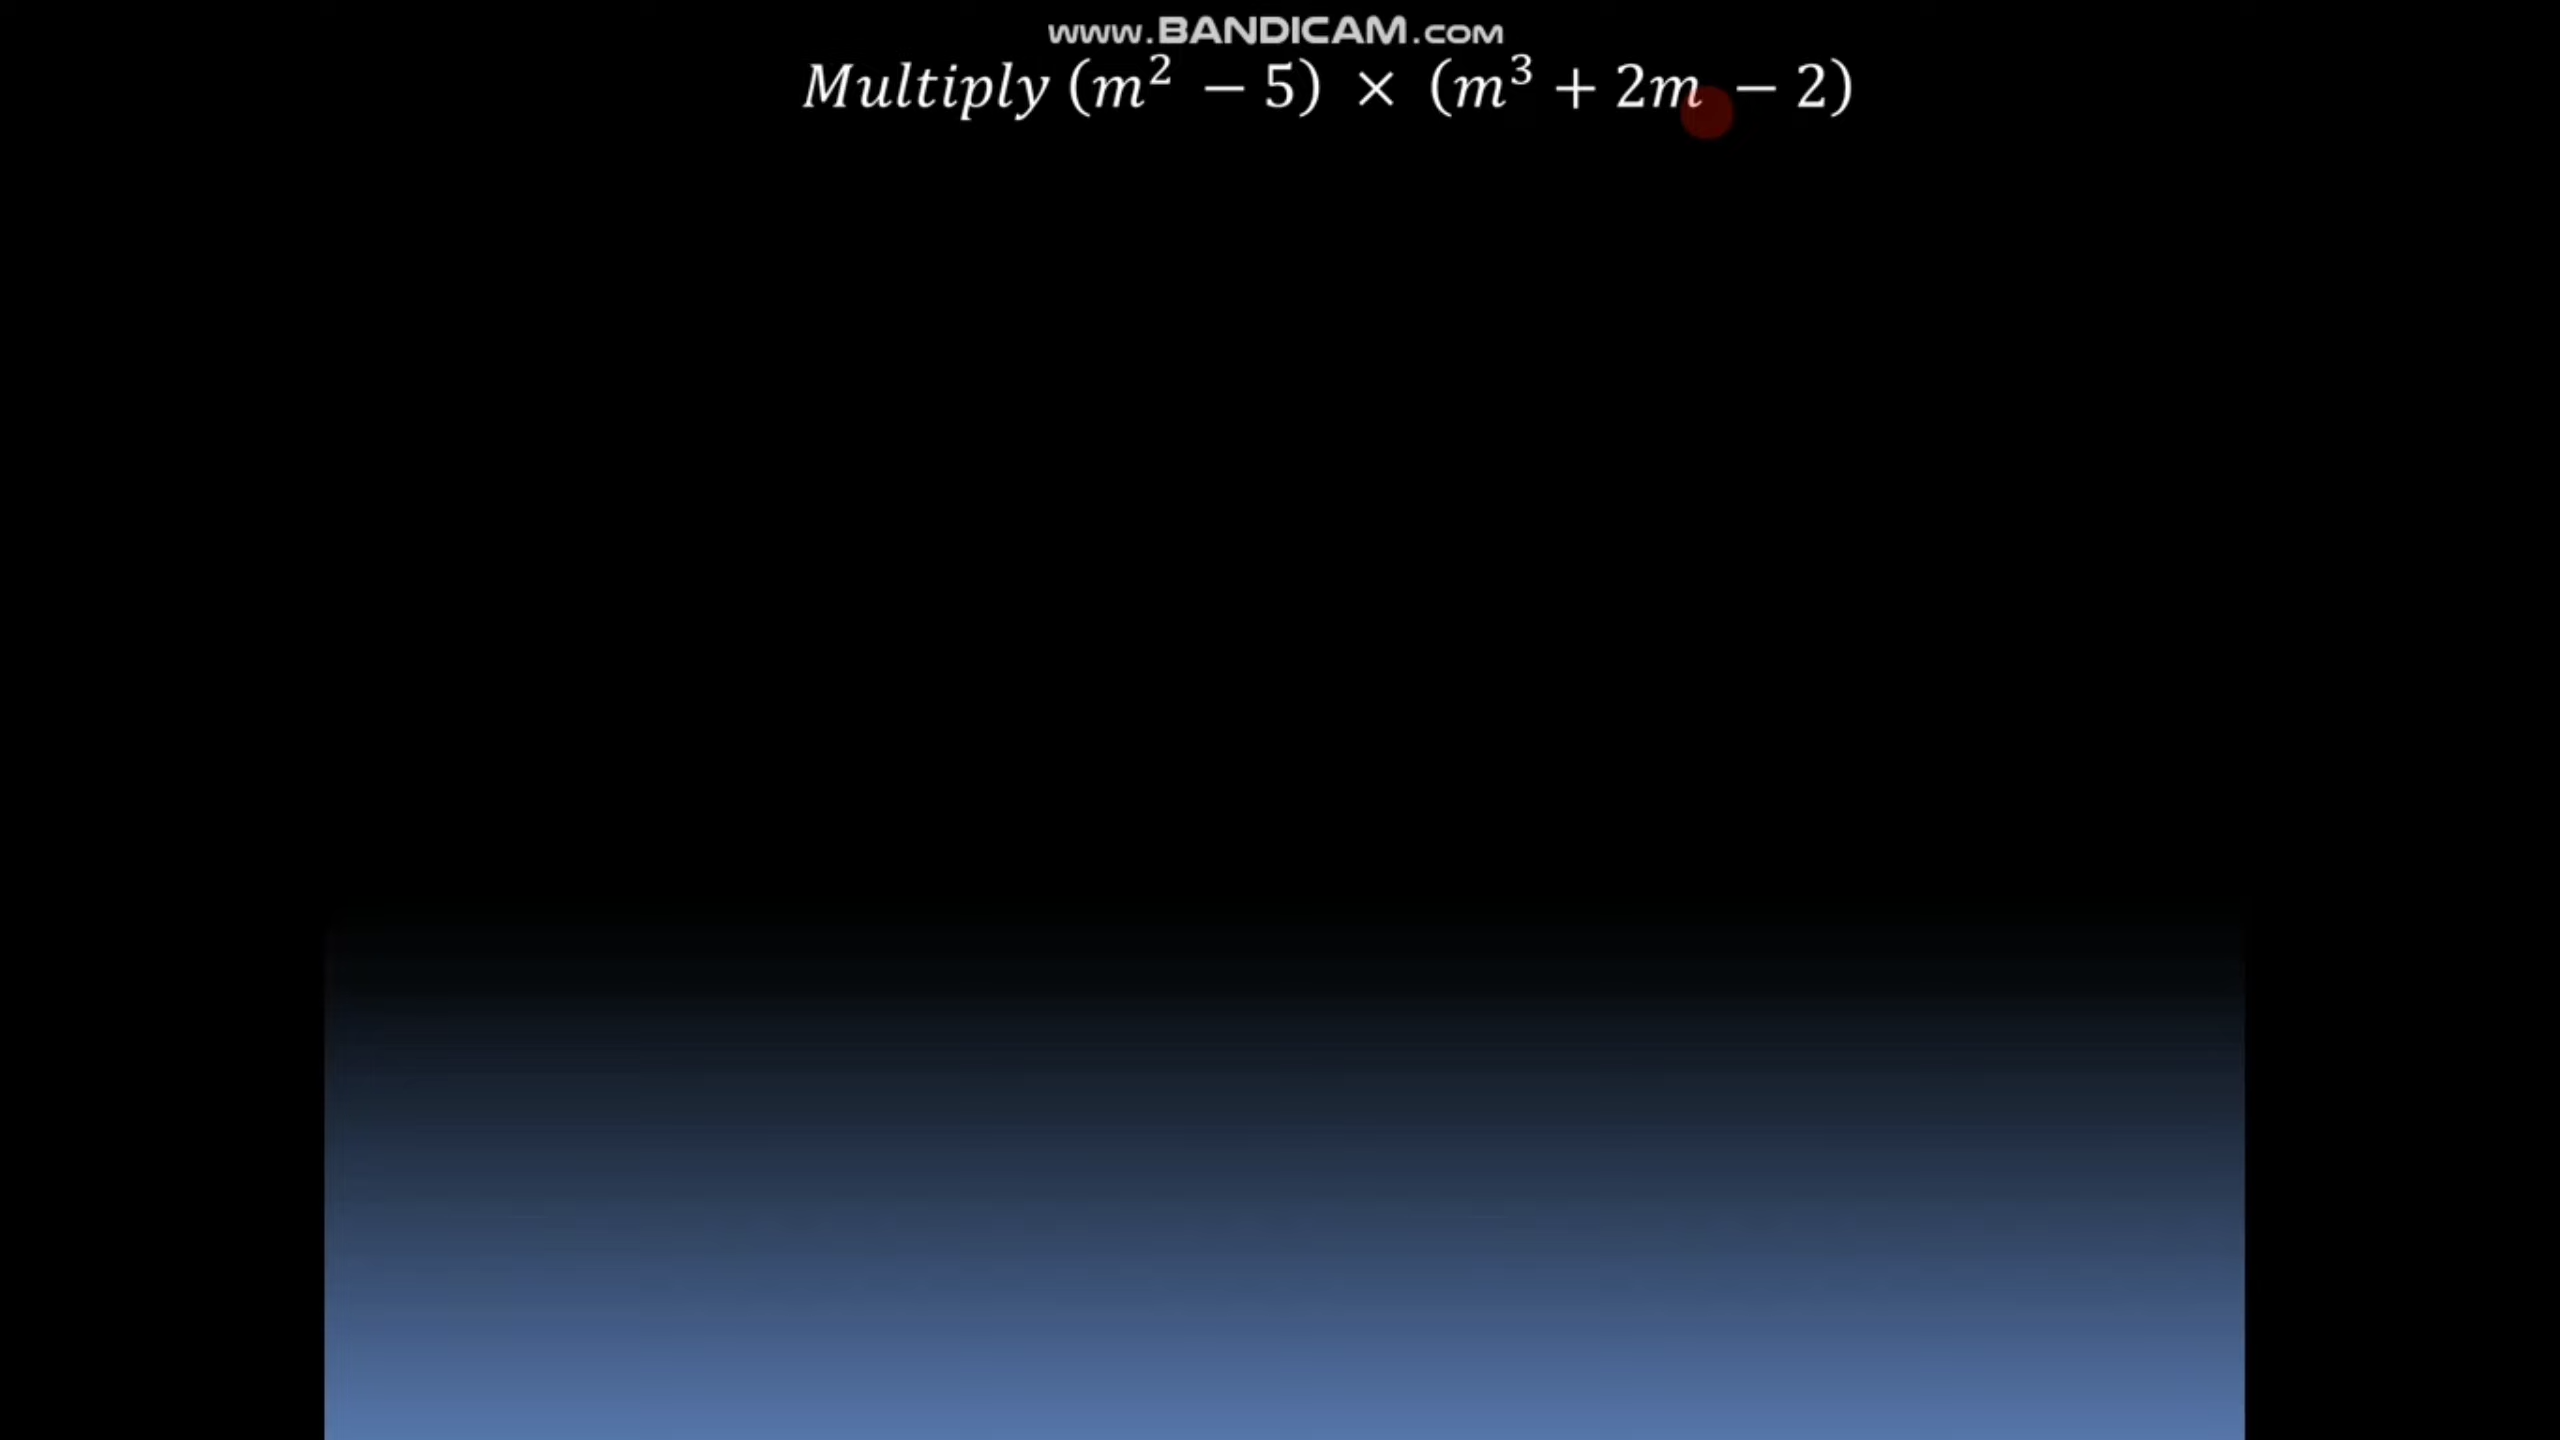 www.BANDICAM.com
Multiply (m² − 5) × (m³ + 2m − 2)